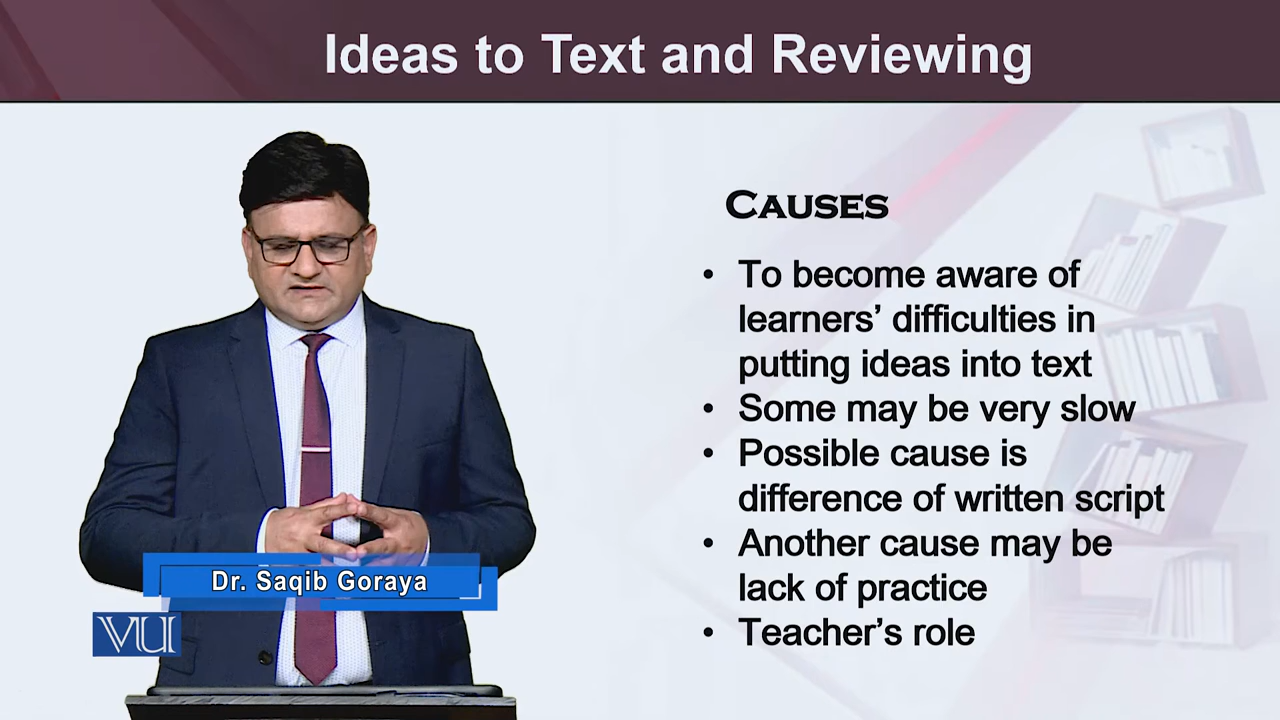 Ideas to Text and Reviewing
Causes
• To become aware of
learners’ difficulties in
putting ideas into text
• Some may be very slow
• Possible cause is
difference of written script
• Another cause may be
lack of practice
• Teacher’s role
Dr. Saqib Goraya
VU